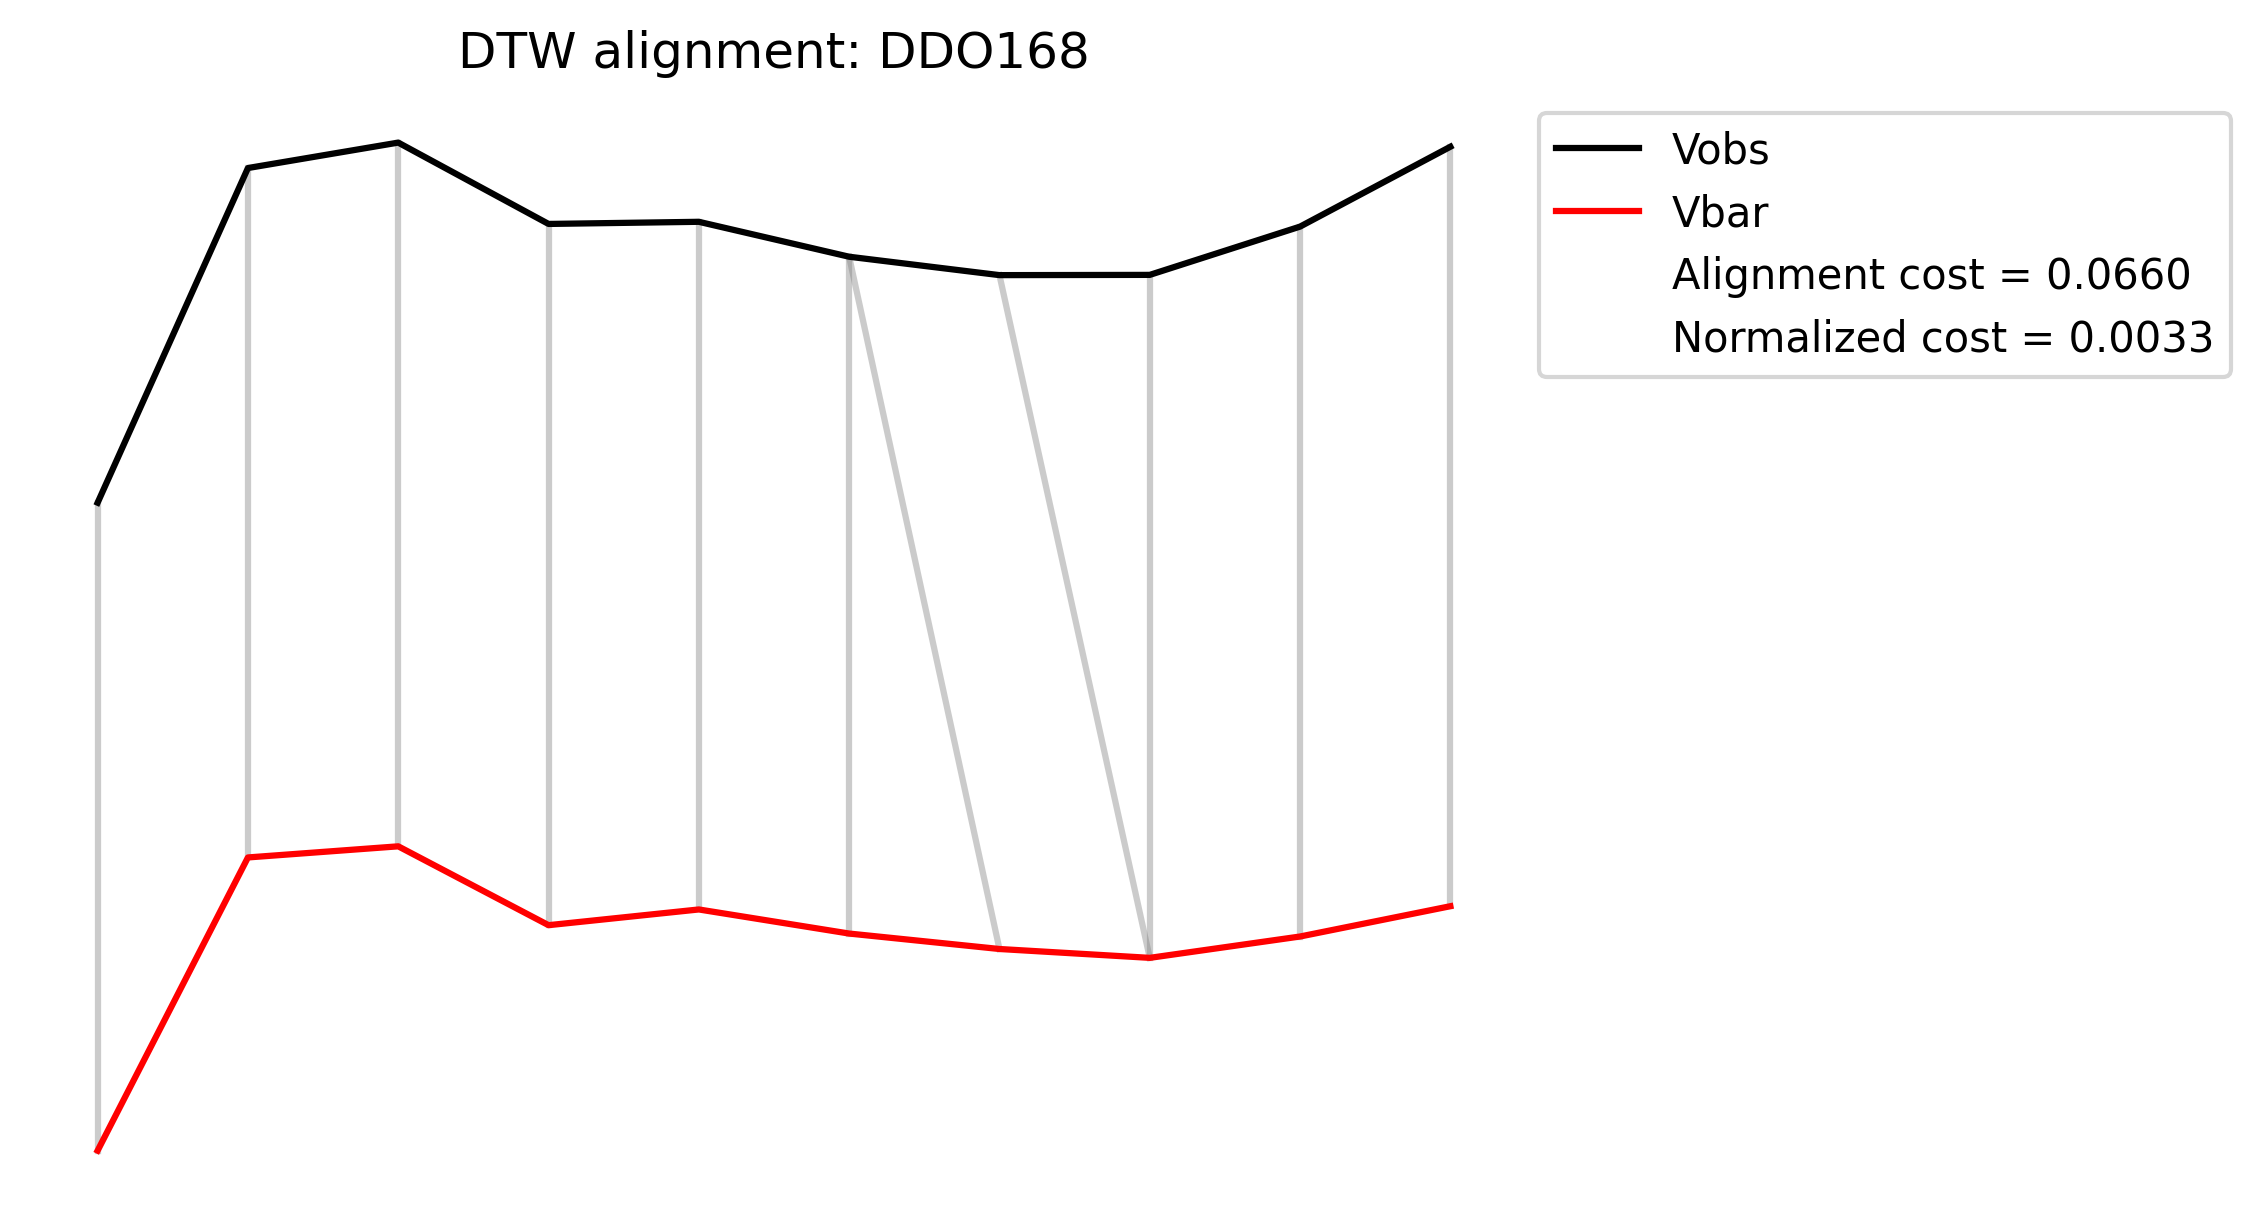 DTW alignment: DDO168
Vobs
Vbar
Alignment cost = 0.0660
Normalized cost = 0.0033